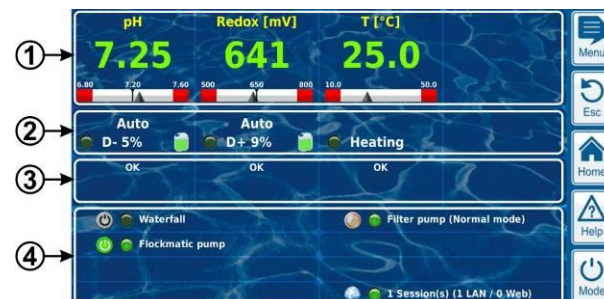 pH Redox [mV] T [°C]
① 7.25 641 25.0
6.80 7.20 7.60 500 650 800 10.0 50.0
② Auto Auto
D- 5% D+ 9% Heating
③ OK OK OK
④ Waterfall Filter pump (Normal mode)
Flockmatic pump
1 Session(s) (1 LAN / 0 Web)
Menu
Esc
Home
Help
Mode